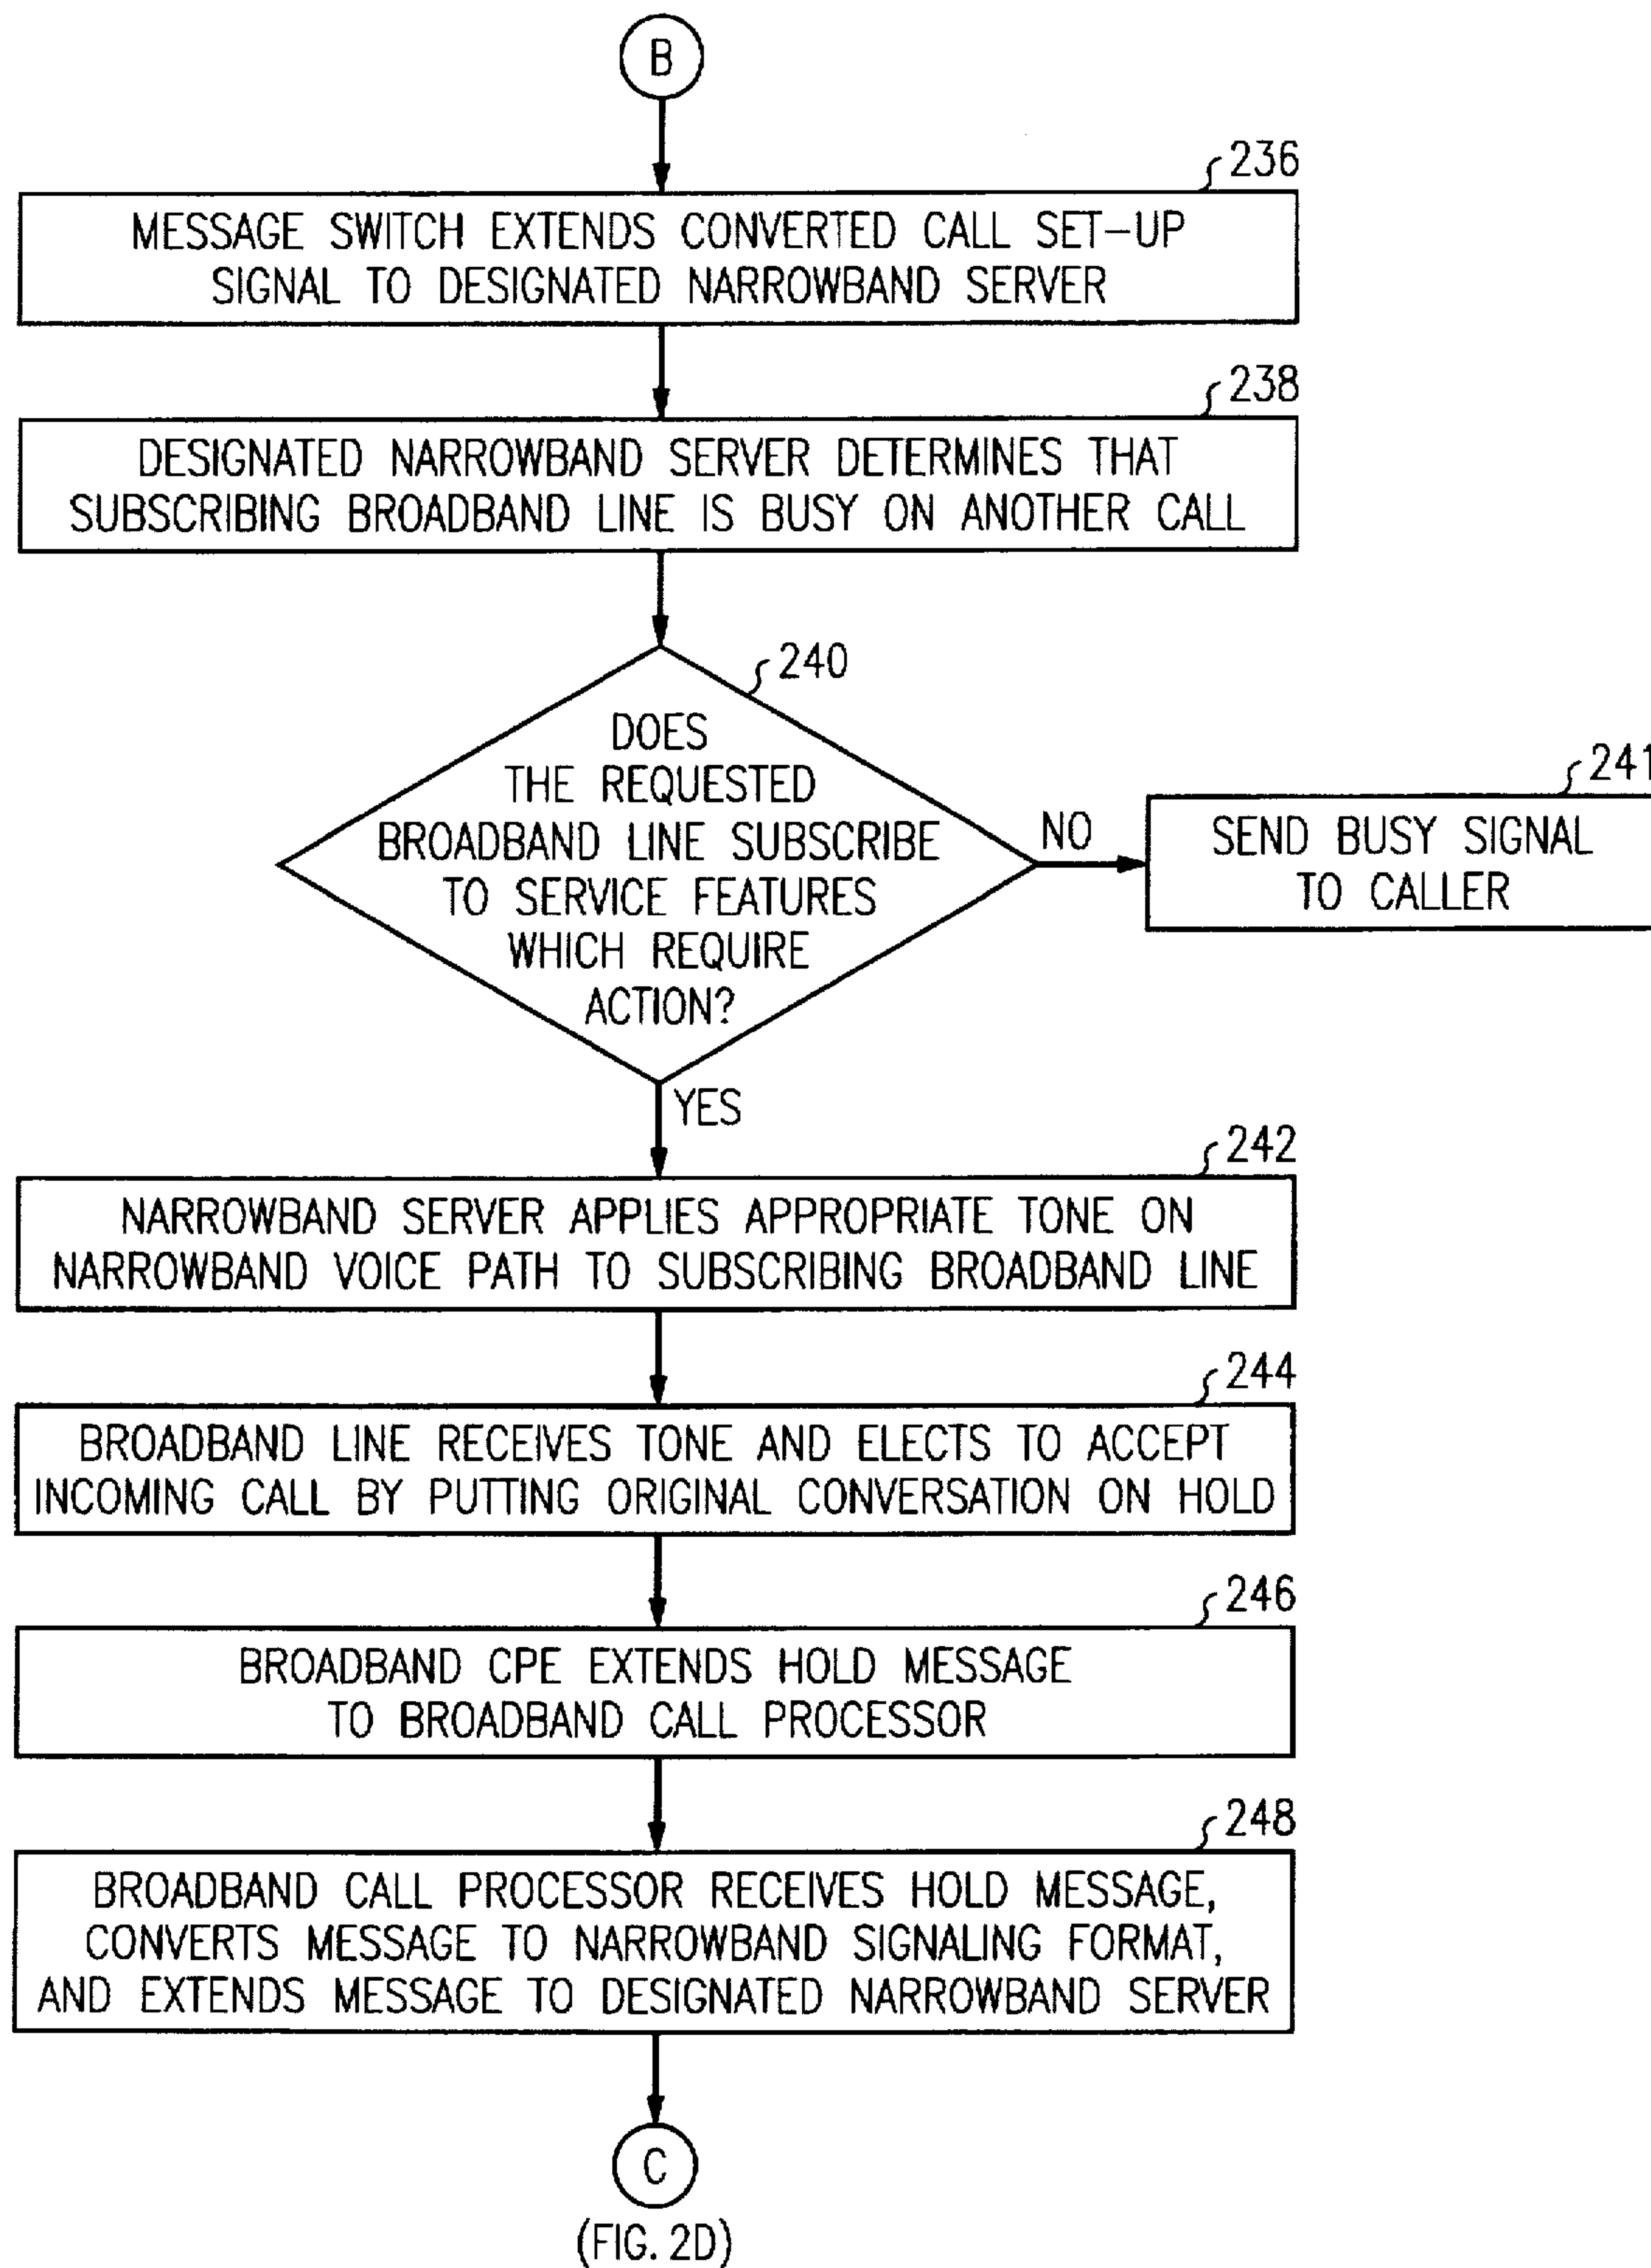 B
236
MESSAGE SWITCH EXTENDS CONVERTED CALL SET-UP
SIGNAL TO DESIGNATED NARROWBAND SERVER
238
DESIGNATED NARROWBAND SERVER DETERMINES THAT
SUBSCRIBING BROADBAND LINE IS BUSY ON ANOTHER CALL
240
DOES
THE REQUESTED
BROADBAND LINE SUBSCRIBE
TO SERVICE FEATURES
WHICH REQUIRE
ACTION?
NO
241
SEND BUSY SIGNAL
TO CALLER
YES
242
NARROWBAND SERVER APPLIES APPROPRIATE TONE ON
NARROWBAND VOICE PATH TO SUBSCRIBING BROADBAND LINE
244
BROADBAND LINE RECEIVES TONE AND ELECTS TO ACCEPT
INCOMING CALL BY PUTTING ORIGINAL CONVERSATION ON HOLD
246
BROADBAND CPE EXTENDS HOLD MESSAGE
TO BROADBAND CALL PROCESSOR
248
BROADBAND CALL PROCESSOR RECEIVES HOLD MESSAGE,
CONVERTS MESSAGE TO NARROWBAND SIGNALING FORMAT,
AND EXTENDS MESSAGE TO DESIGNATED NARROWBAND SERVER
C
(FIG. 2D)